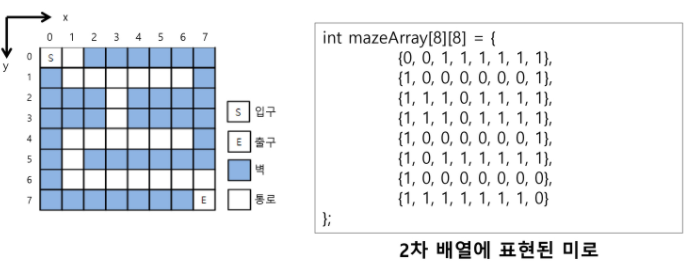 x
0 1 2 3 4 5 6 7
y
0 S
1
2
3
4
5
6
7 E
S 입구
E 출구
벽
통로
int mazeArray[8][8] = {
{0, 0, 1, 1, 1, 1, 1, 1},
{1, 0, 0, 0, 0, 0, 0, 1},
{1, 1, 1, 0, 1, 1, 1, 1},
{1, 1, 1, 0, 1, 1, 1, 1},
{1, 0, 0, 0, 0, 0, 0, 1},
{1, 0, 1, 1, 1, 1, 1, 1},
{1, 0, 0, 0, 0, 0, 0, 0},
{1, 1, 1, 1, 1, 1, 1, 0}
};
2차 배열에 표현된 미로